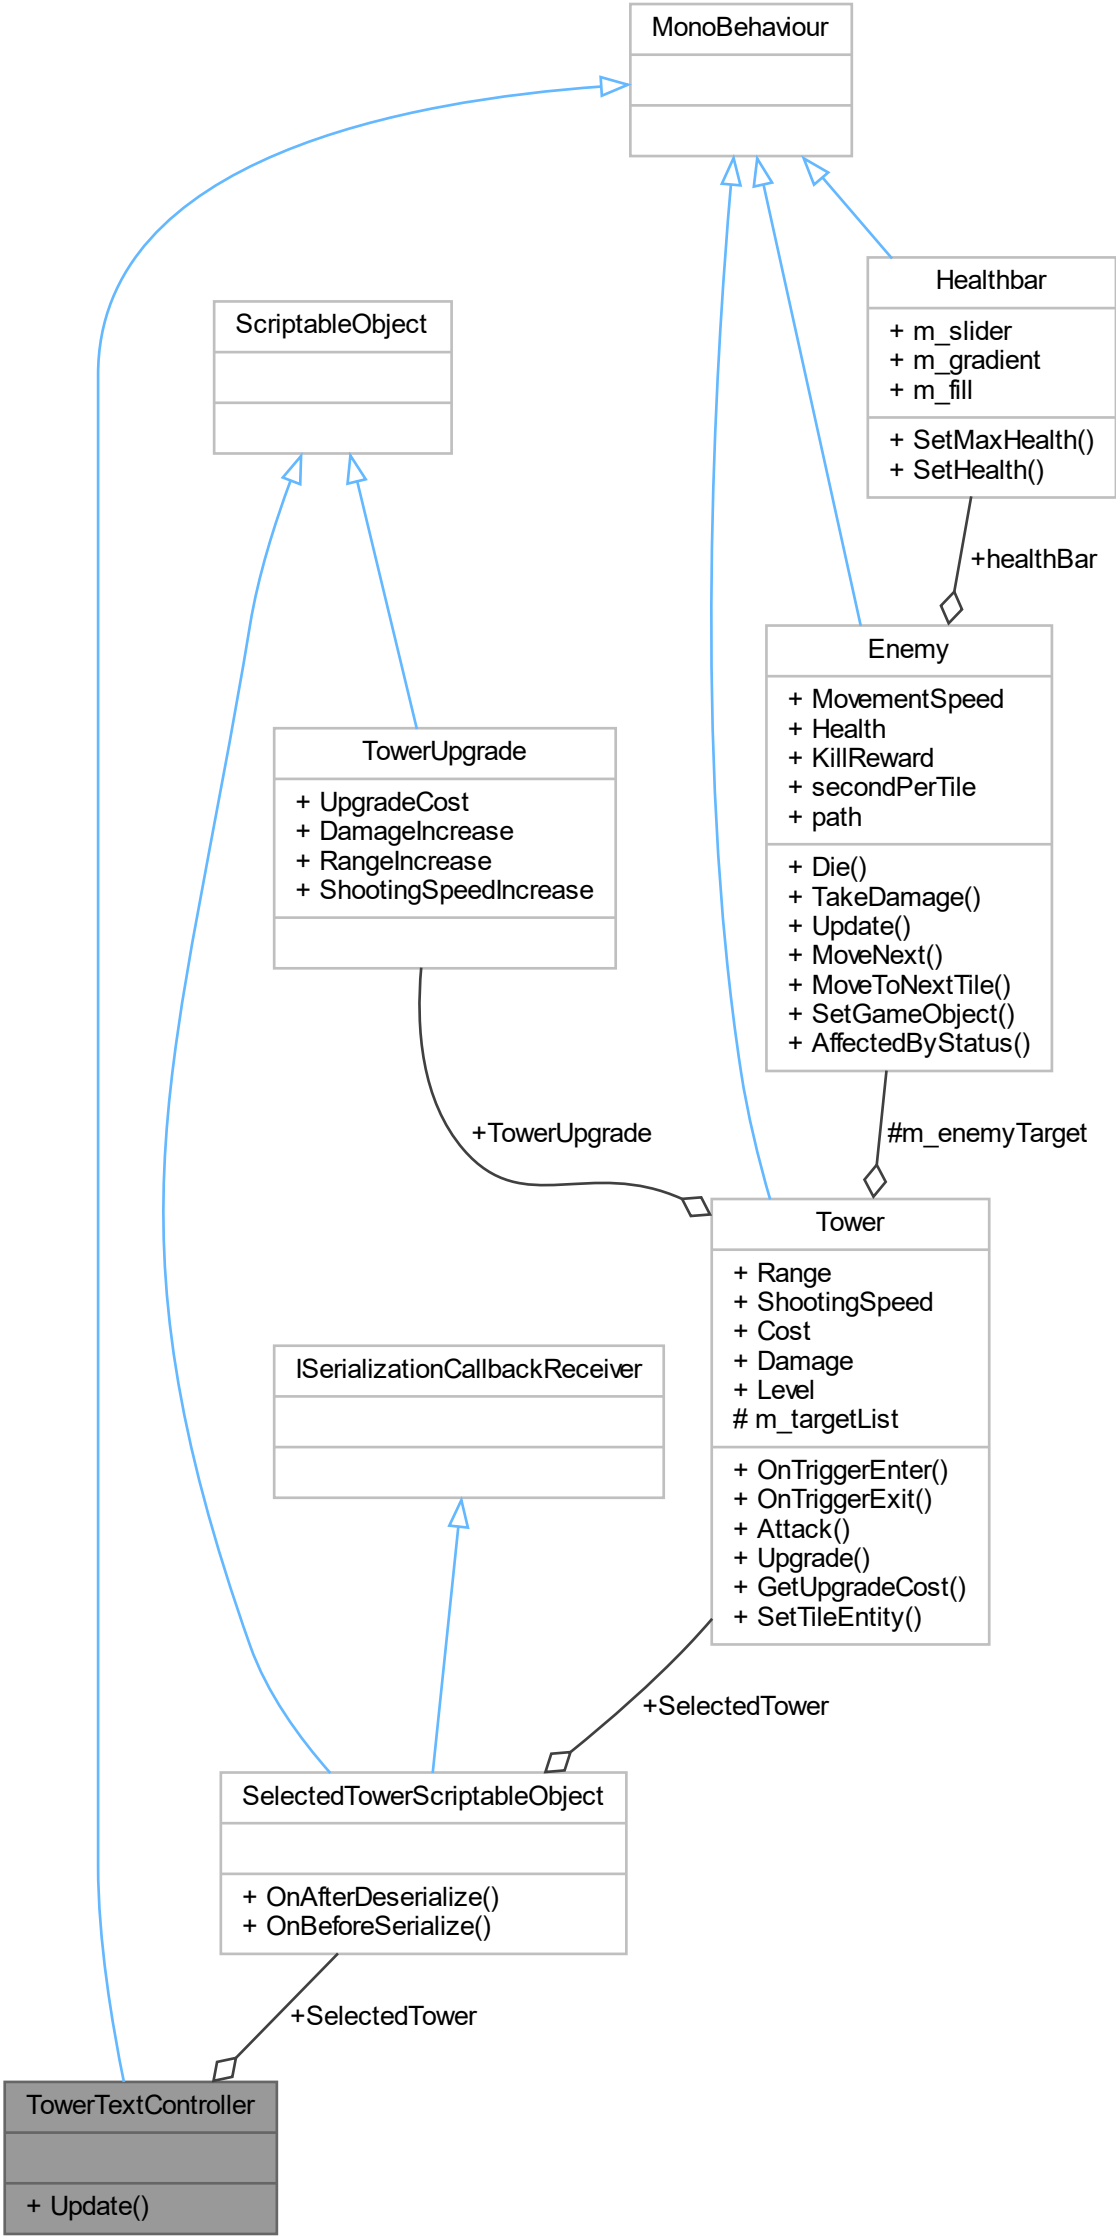 MonoBehaviour
Healthbar
+ m_slider
+ m_gradient
+ m_fill
+ SetMaxHealth()
+ SetHealth()
ScriptableObject
+healthBar
Enemy
+ MovementSpeed
+ Health
+ KillReward
+ secondPerTile
+ path
+ Die()
+ TakeDamage()
+ Update()
+ MoveNext()
+ MoveToNextTile()
+ SetGameObject()
+ AffectedByStatus()
TowerUpgrade
+ UpgradeCost
+ DamageIncrease
+ RangeIncrease
+ ShootingSpeedIncrease
+TowerUpgrade
#m_enemyTarget
Tower
+ Range
+ ShootingSpeed
+ Cost
+ Damage
+ Level
# m_targetList
+ OnTriggerEnter()
+ OnTriggerExit()
+ Attack()
+ Upgrade()
+ GetUpgradeCost()
+ SetTileEntity()
ISerializationCallbackReceiver
+SelectedTower
SelectedTowerScriptableObject
+ OnAfterDeserialize()
+ OnBeforeSerialize()
+SelectedTower
TowerTextController
+ Update()